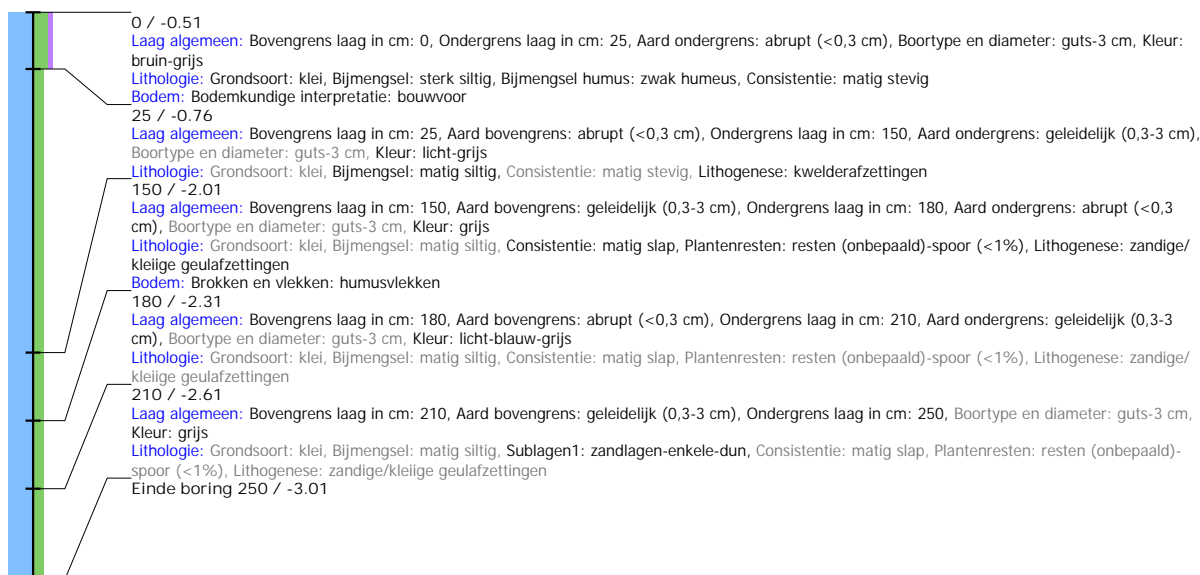 0 / -0.51
Laag algemeen: Bovengrens laag in cm: 0, Ondergrens laag in cm: 25, Aard ondergrens: abrupt (<0,3 cm), Boortype en diameter: guts-3 cm, Kleur:
bruin-grijs
Lithologie: Grondsoort: klei, Bijmengsel: sterk siltig, Bijmengsel humus: zwak humeus, Consistentie: matig stevig
Bodem: Bodemkundige interpretatie: bouwvoor
25 / -0.76
Laag algemeen: Bovengrens laag in cm: 25, Aard bovengrens: abrupt (<0,3 cm), Ondergrens laag in cm: 150, Aard ondergrens: geleidelijk (0,3-3 cm),
Boortype en diameter: guts-3 cm, Kleur: licht-grijs
Lithologie: Grondsoort: klei, Bijmengsel: matig siltig, Consistentie: matig stevig, Lithogenese: kwelderafzettingen
150 / -2.01
Laag algemeen: Bovengrens laag in cm: 150, Aard bovengrens: geleidelijk (0,3-3 cm), Ondergrens laag in cm: 180, Aard ondergrens: abrupt (<0,3
cm), Boortype en diameter: guts-3 cm, Kleur: grijs
Lithologie: Grondsoort: klei, Bijmengsel: matig siltig, Consistentie: matig slap, Plantenresten: resten (onbepaald)-spoor (<1%), Lithogenese: zandige/
kleiige geulafzettingen
Bodem: Brokken en vlekken: humusvlekken
180 / -2.31
Laag algemeen: Bovengrens laag in cm: 180, Aard bovengrens: abrupt (<0,3 cm), Ondergrens laag in cm: 210, Aard ondergrens: geleidelijk (0,3-3
cm), Boortype en diameter: guts-3 cm, Kleur: licht-blauw-grijs
Lithologie: Grondsoort: klei, Bijmengsel: matig siltig, Consistentie: matig slap, Plantenresten: resten (onbepaald)-spoor (<1%), Lithogenese: zandige/
kleiige geulafzettingen
210 / -2.61
Laag algemeen: Bovengrens laag in cm: 210, Aard bovengrens: geleidelijk (0,3-3 cm), Ondergrens laag in cm: 250, Boortype en diameter: guts-3 cm,
Kleur: grijs
Lithologie: Grondsoort: klei, Bijmengsel: matig siltig, Sublagen1: zandlagen-enkele-dun, Consistentie: matig slap, Plantenresten: resten (onbepaald)-
spoor (<1%), Lithogenese: zandige/kleiige geulafzettingen
Einde boring 250 / -3.01